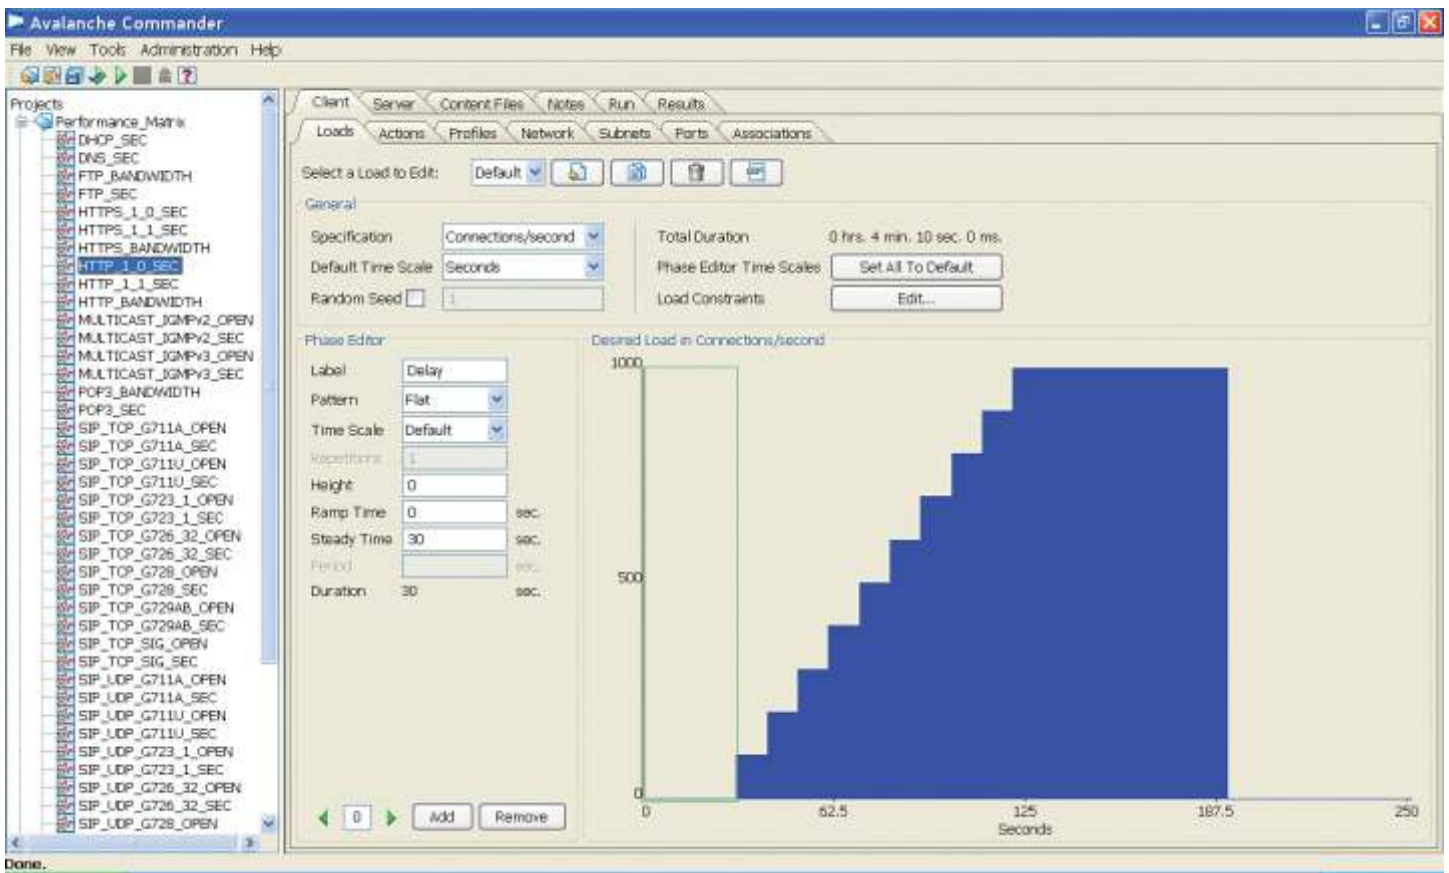 Avalanche Commander
File View Tools Administration Help
Projects
Performance_Matrix
DHCP_SEC
DNS_SEC
FTP_BANDWIDTH
FTP_SEC
HTTPS_1_0_SEC
HTTPS_1_1_SEC
HTTPS_BANDWIDTH
HTTP_1_0_SEC
HTTP_1_1_SEC
HTTP_BANDWIDTH
MULTICAST_IGMPv2_OPEN
MULTICAST_IGMPv2_SEC
MULTICAST_IGMPv3_OPEN
MULTICAST_IGMPv3_SEC
POP3_BANDWIDTH
POP3_SEC
SIP_TCP_G711A_OPEN
SIP_TCP_G711A_SEC
SIP_TCP_G711U_OPEN
SIP_TCP_G711U_SEC
SIP_TCP_G723_1_OPEN
SIP_TCP_G723_1_SEC
SIP_TCP_G726_32_OPEN
SIP_TCP_G726_32_SEC
SIP_TCP_G728_OPEN
SIP_TCP_G728_SEC
SIP_TCP_G729AB_OPEN
SIP_TCP_G729AB_SEC
SIP_TCP_SIG_OPEN
SIP_TCP_SIG_SEC
SIP_UDP_G711A_OPEN
SIP_UDP_G711A_SEC
SIP_UDP_G711U_OPEN
SIP_UDP_G711U_SEC
SIP_UDP_G723_1_OPEN
SIP_UDP_G723_1_SEC
SIP_UDP_G726_32_OPEN
SIP_UDP_G726_32_SEC
SIP_UDP_G728_OPEN
Client Server Content Files Notes Run Results
Loads Actions Profiles Network Subnets Ports Associations
Select a Load to Edit: Default
General
Specification Connections/second Total Duration 0 hrs. 4 min. 10 sec. 0 ms.
Default Time Scale Seconds Phase Editor Time Scales Set All To Default
Random Seed 1 Load Constraints Edit...
Phase Editor
Label Delay
Pattern Flat
Time Scale Default
Repetitions 1
Height 0
Ramp Time 0 sec.
Steady Time 30 sec.
Period sec.
Duration 30 sec.
0 Add Remove
Desired Load in Connections/second
1000
500
0
0 62.5 125 187.5 250
Seconds
Done.